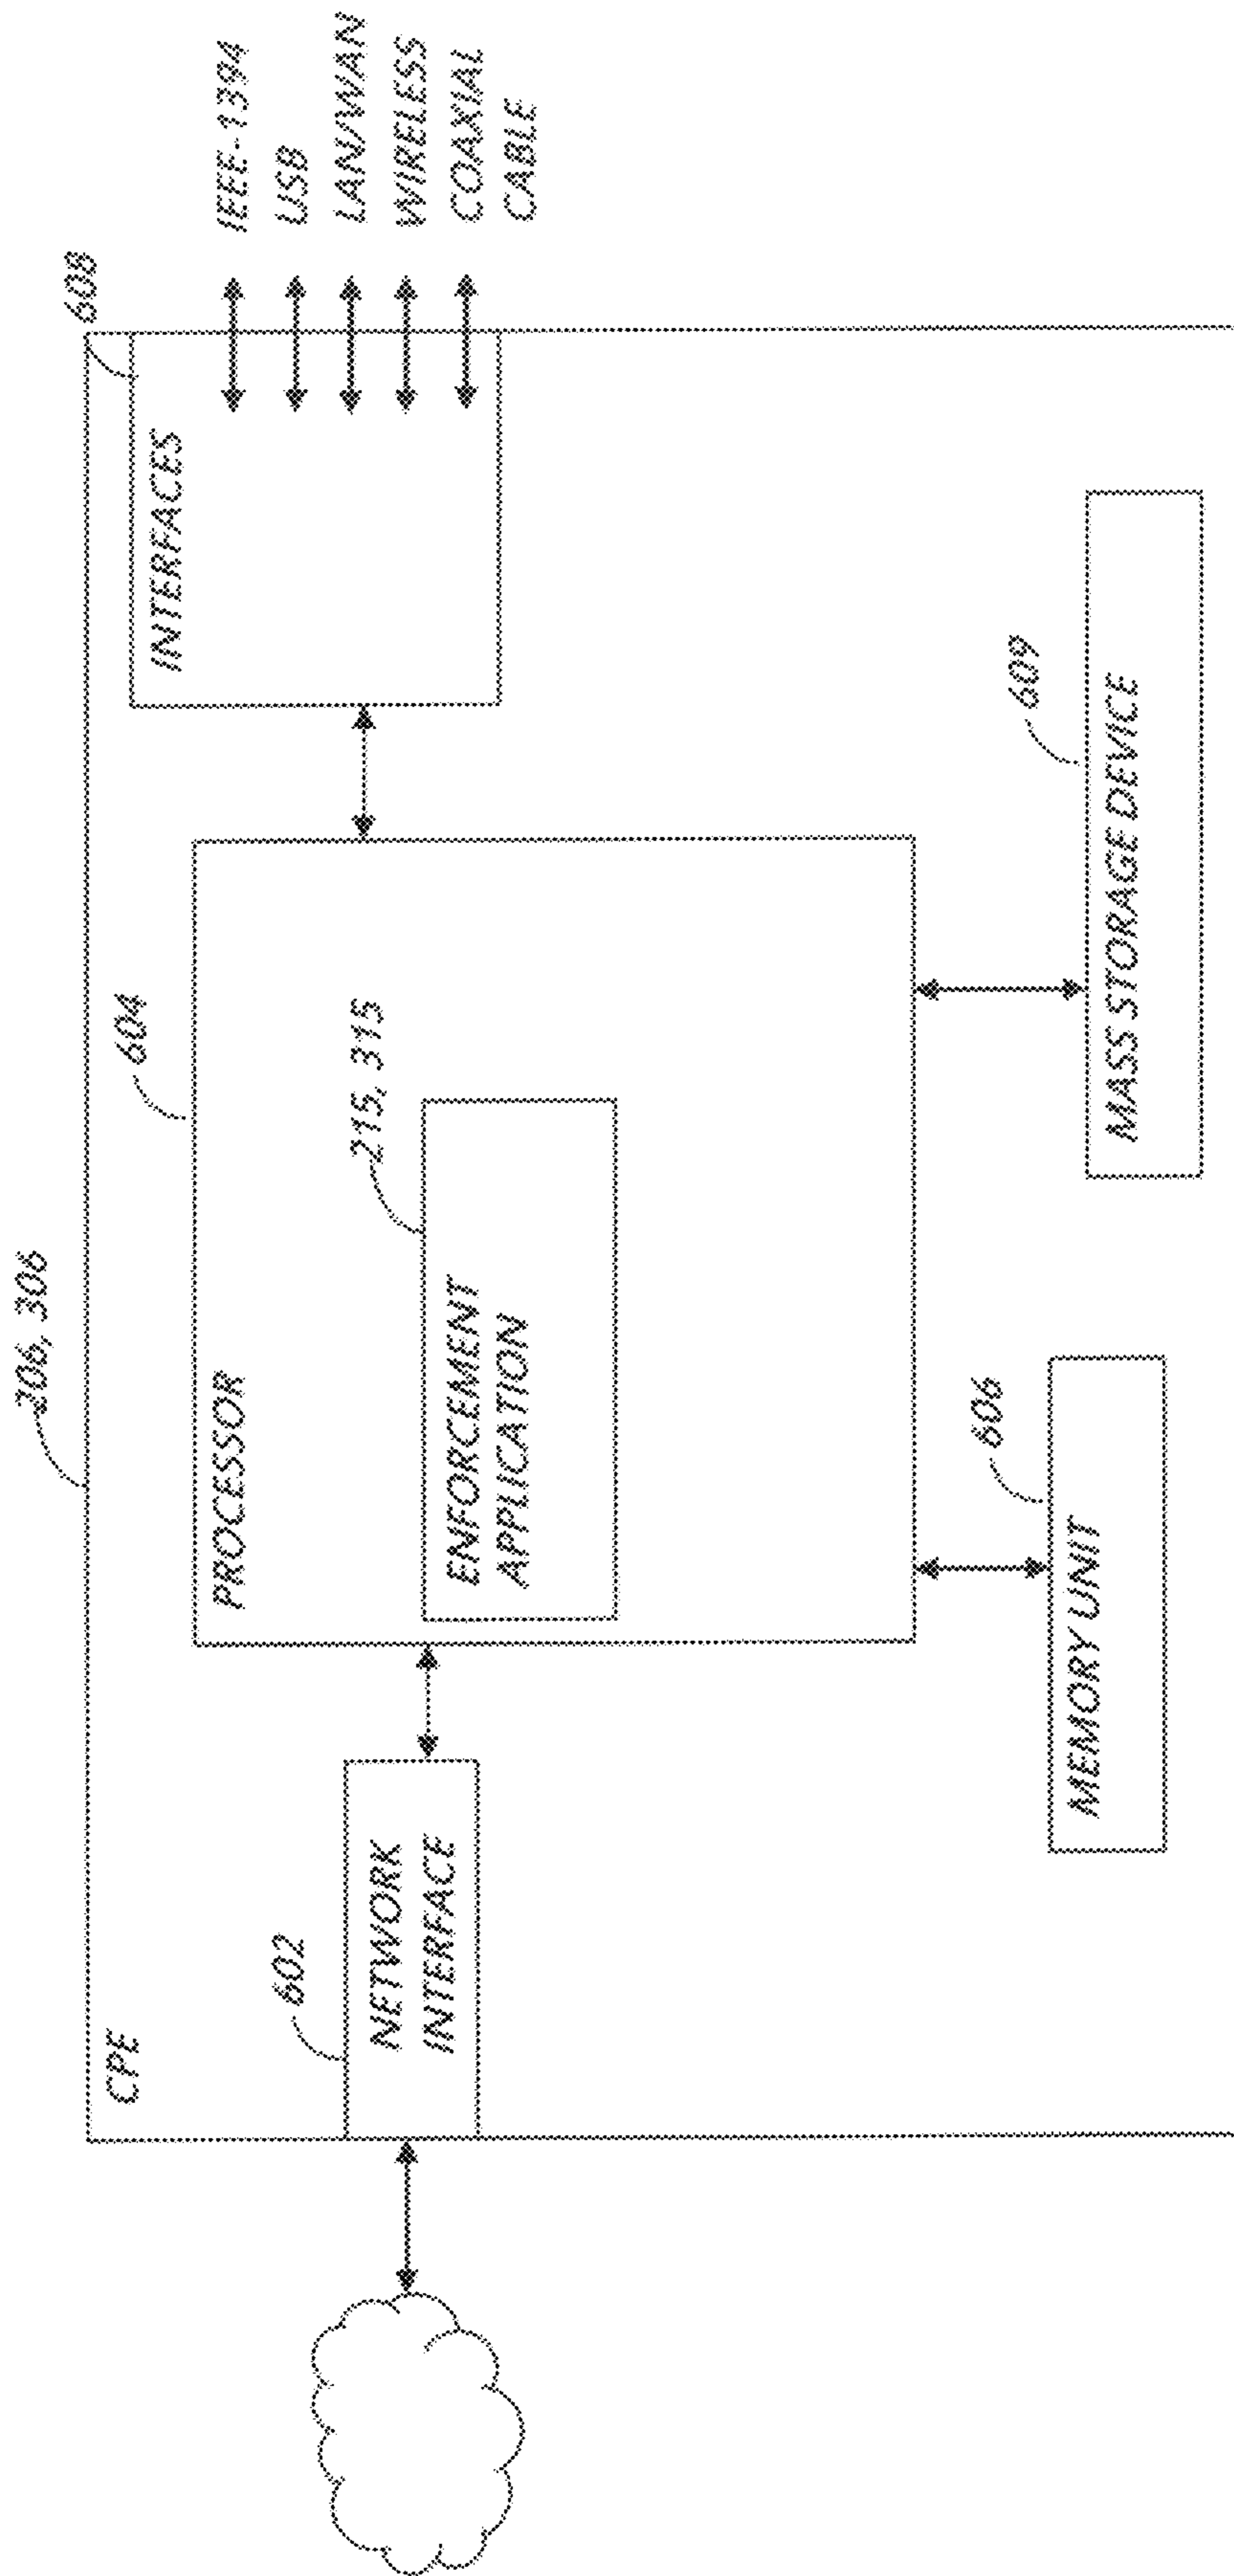 206, 306
CPE
602
NETWORK
INTERFACE
604
PROCESSOR
215, 315
ENFORCEMENT
APPLICATION
606
MEMORY UNIT
609
MASS STORAGE DEVICE
608
INTERFACES
IEEE-1394
USB
LAN/WAN
WIRELESS
COAXIAL
CABLE